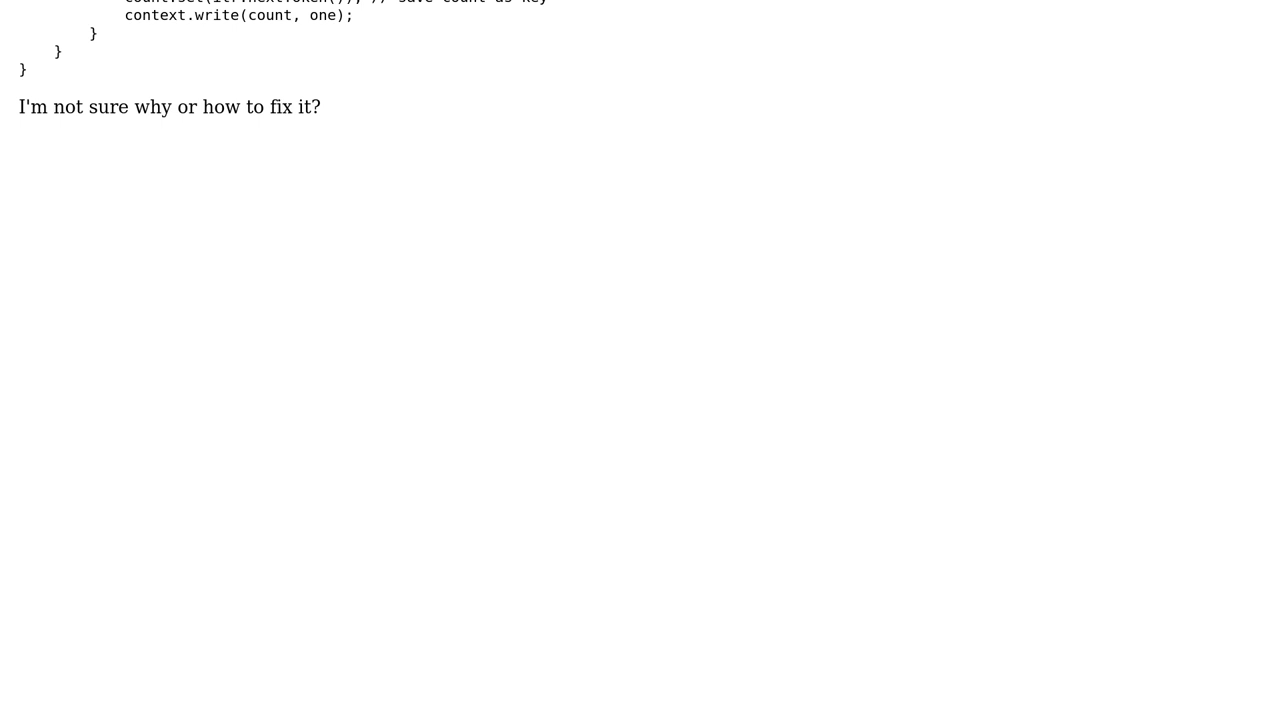 context.write(count, one);
}
}
}
I'm not sure why or how to fix it?